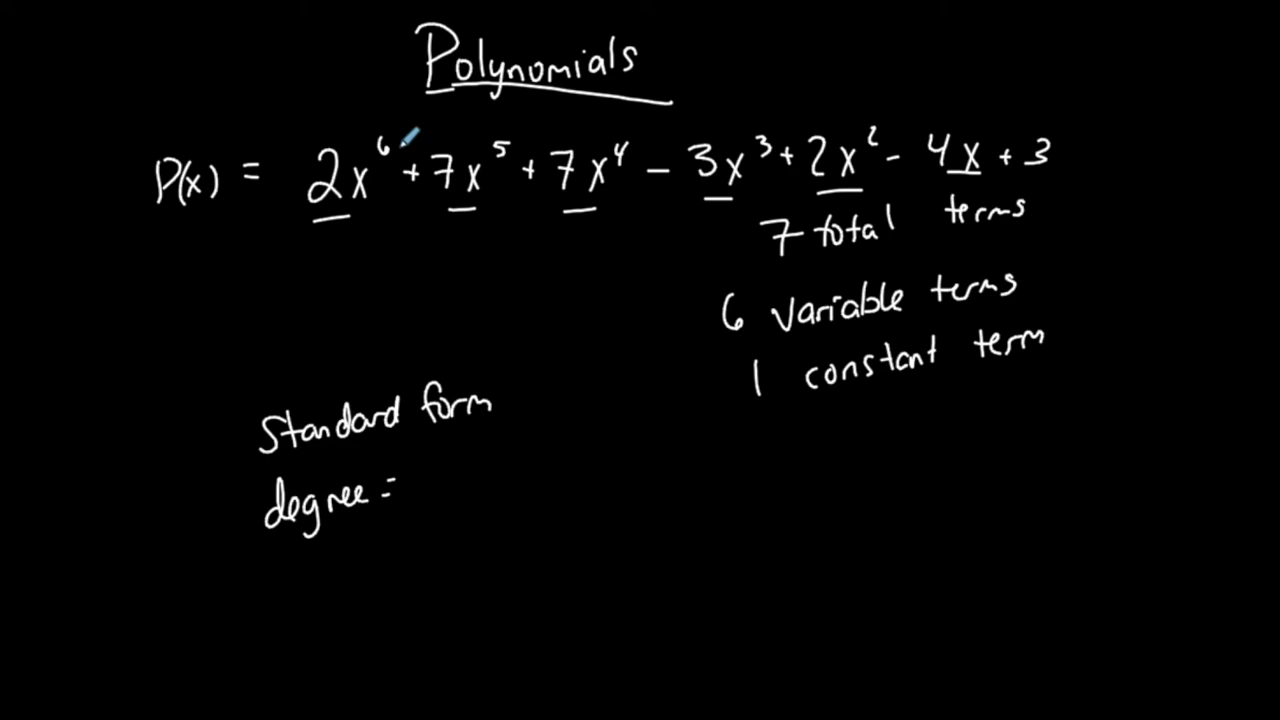 Polynomials
P(x) = 2x⁶ + 7x⁵ + 7x⁴ - 3x³ + 2x² - 4x + 3
7 total terms
6 variable terms
1 constant term
Standard form
degree =